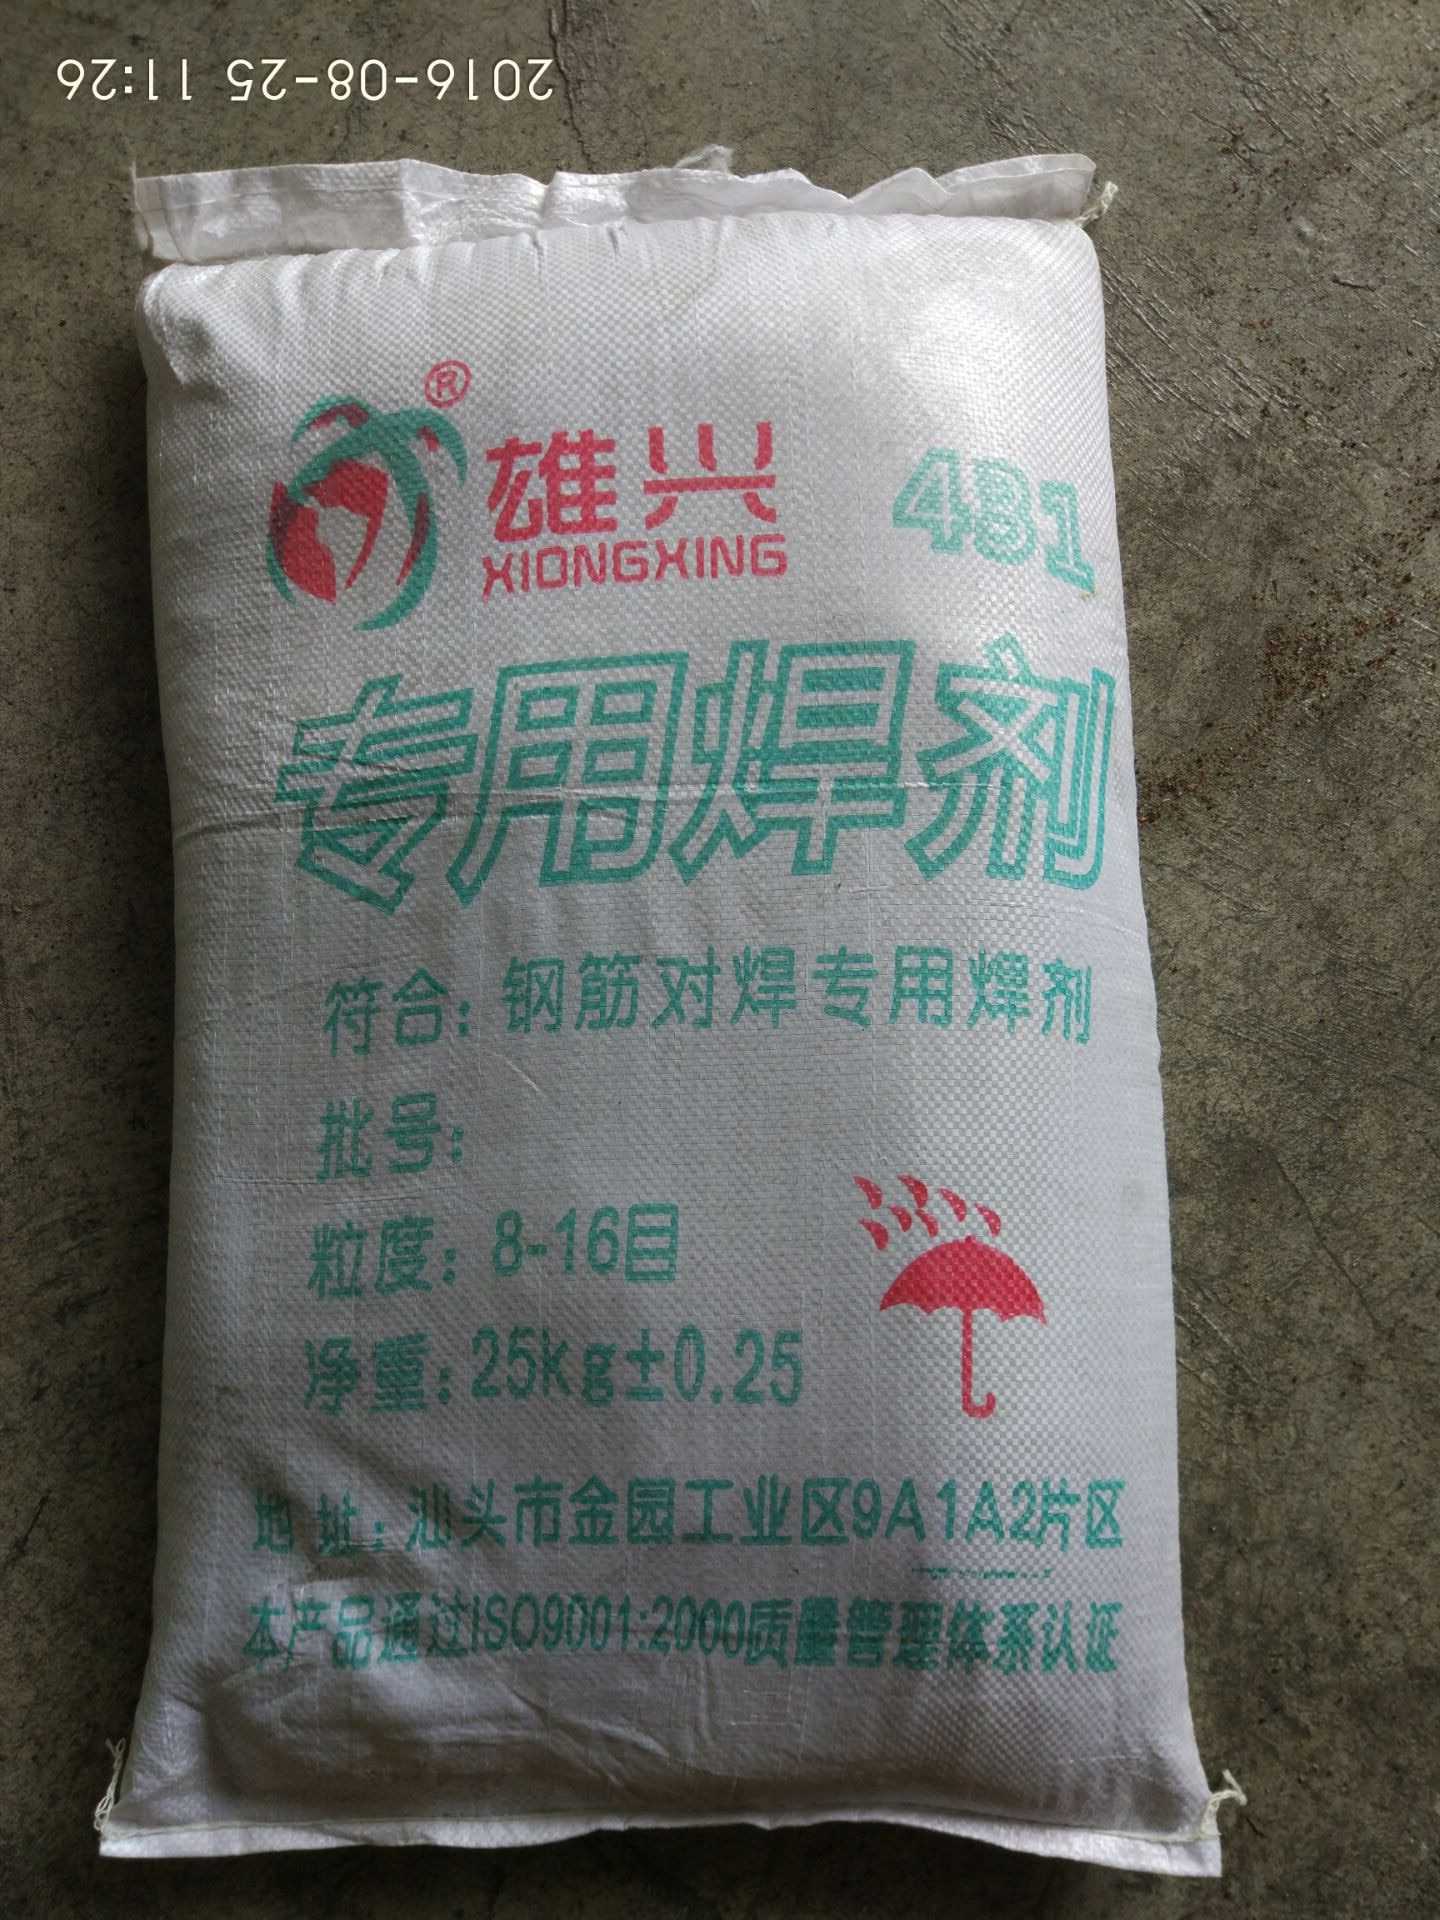 2016-08-25 11:26
®
雄兴
XIONGXING
431
专用焊剂
符合:钢筋对焊专用焊剂
批号:
粒度:8-16目
净重:25kg±0.25
地址:汕头市金园工业区9A1A2片区
本产品通过ISO9001:2000质量管理体系认证